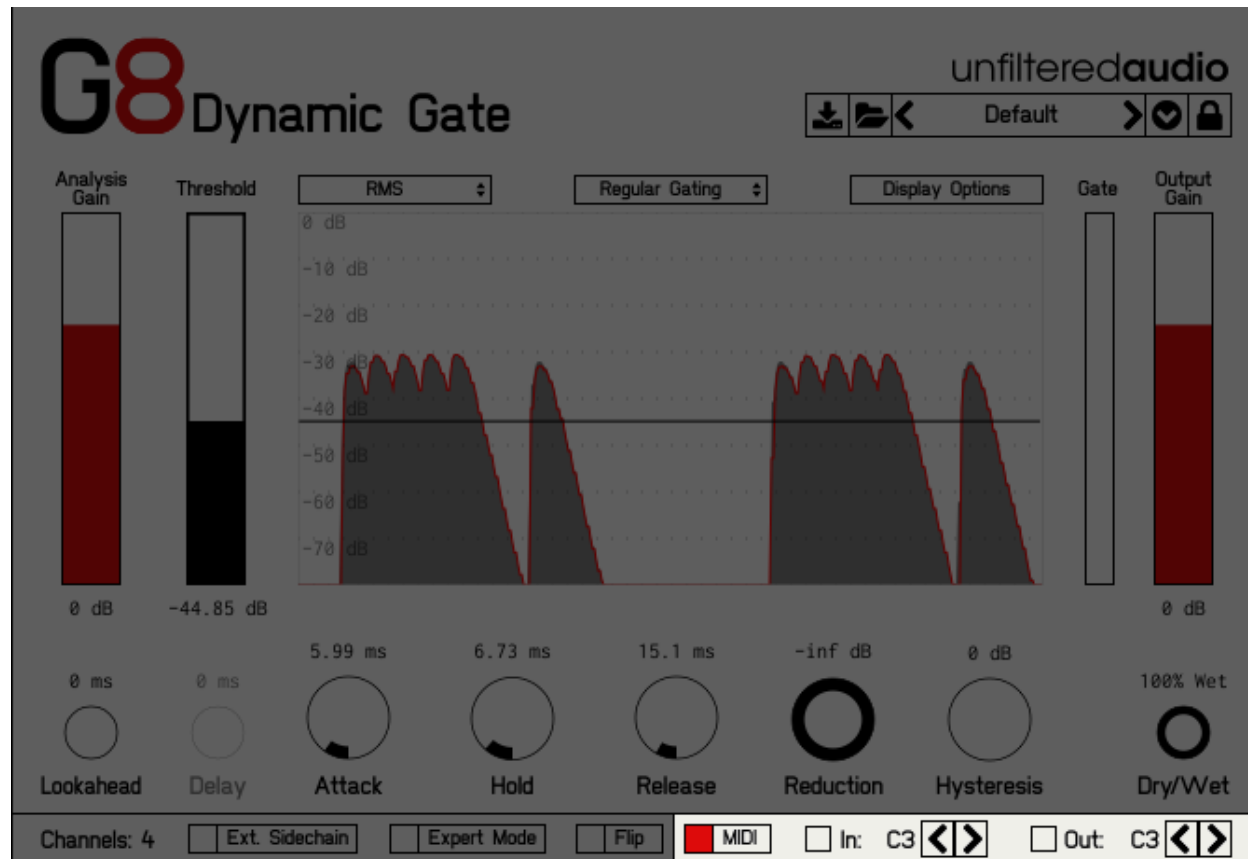 G8 Dynamic Gate
unfilteredaudio
Default
Analysis Gain
Threshold
RMS
Regular Gating
Display Options
Gate
Output Gain
0 dB
-10 dB
-20 dB
-30 dB
-40 dB
-50 dB
-60 dB
-70 dB
0 dB
-44.85 dB
0 dB
0 ms
0 ms
5.99 ms
6.73 ms
15.1 ms
-inf dB
0 dB
100% Wet
Lookahead
Delay
Attack
Hold
Release
Reduction
Hysteresis
Dry/Wet
Channels: 4
Ext. Sidechain
Expert Mode
Flip
MIDI
In: C3
Out: C3